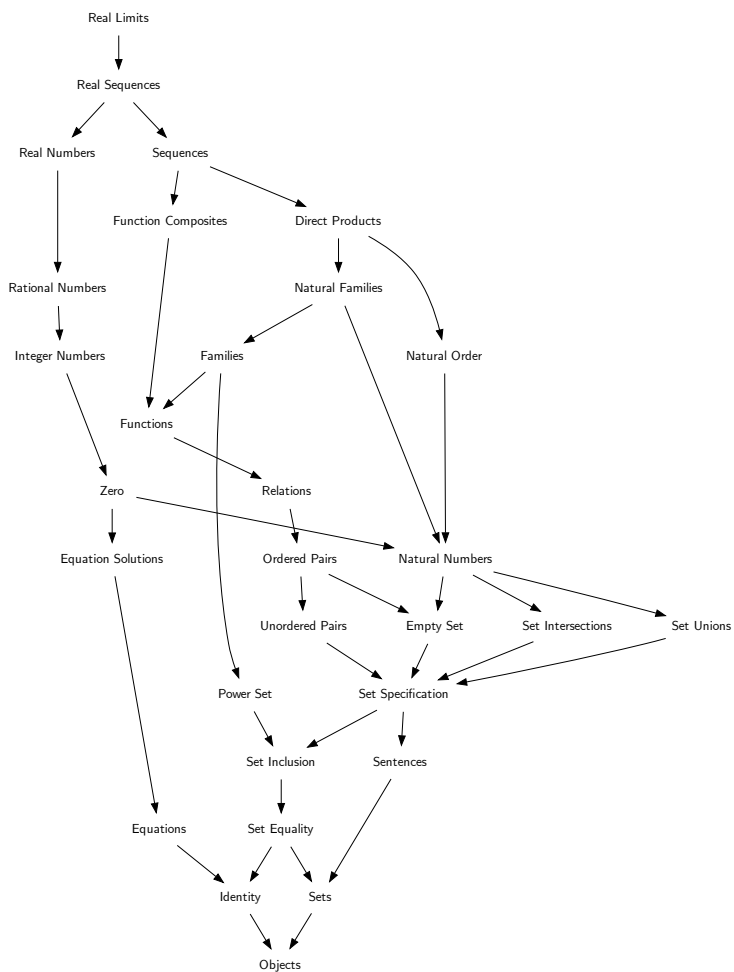 Real Limits
Real Sequences
Real Numbers
Sequences
Function Composites
Direct Products
Rational Numbers
Natural Families
Integer Numbers
Families
Natural Order
Functions
Zero
Relations
Equation Solutions
Ordered Pairs
Natural Numbers
Unordered Pairs
Empty Set
Set Intersections
Set Unions
Power Set
Set Specification
Set Inclusion
Sentences
Equations
Set Equality
Identity
Sets
Objects